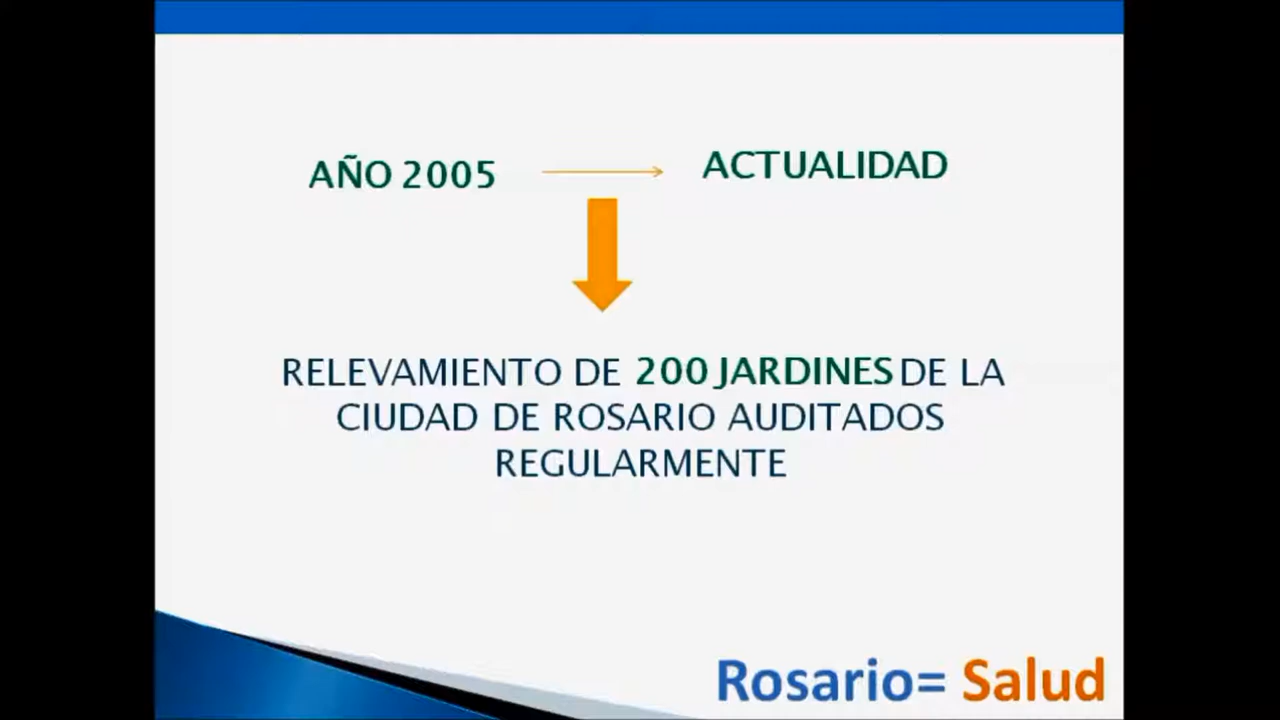 AÑO 2005
ACTUALIDAD
RELEVAMIENTO DE 200 JARDINES DE LA
CIUDAD DE ROSARIO AUDITADOS
REGULARMENTE
Rosario= Salud